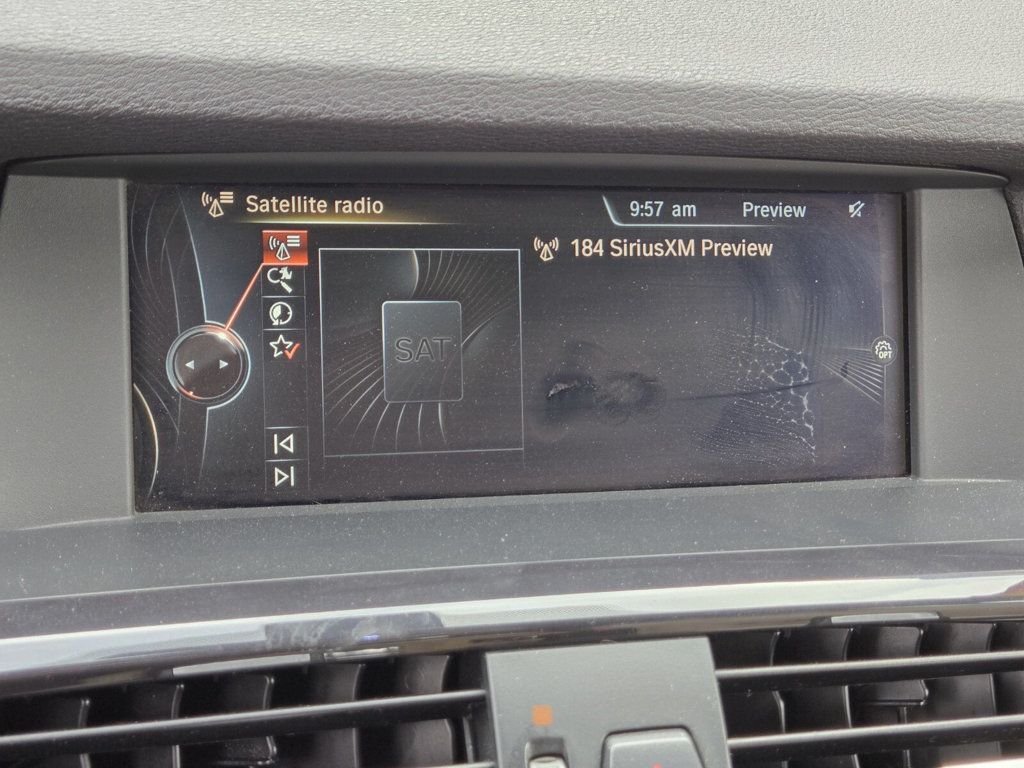 Satellite radio
9:57 am
Preview
184 SiriusXM Preview
SAT
OPT